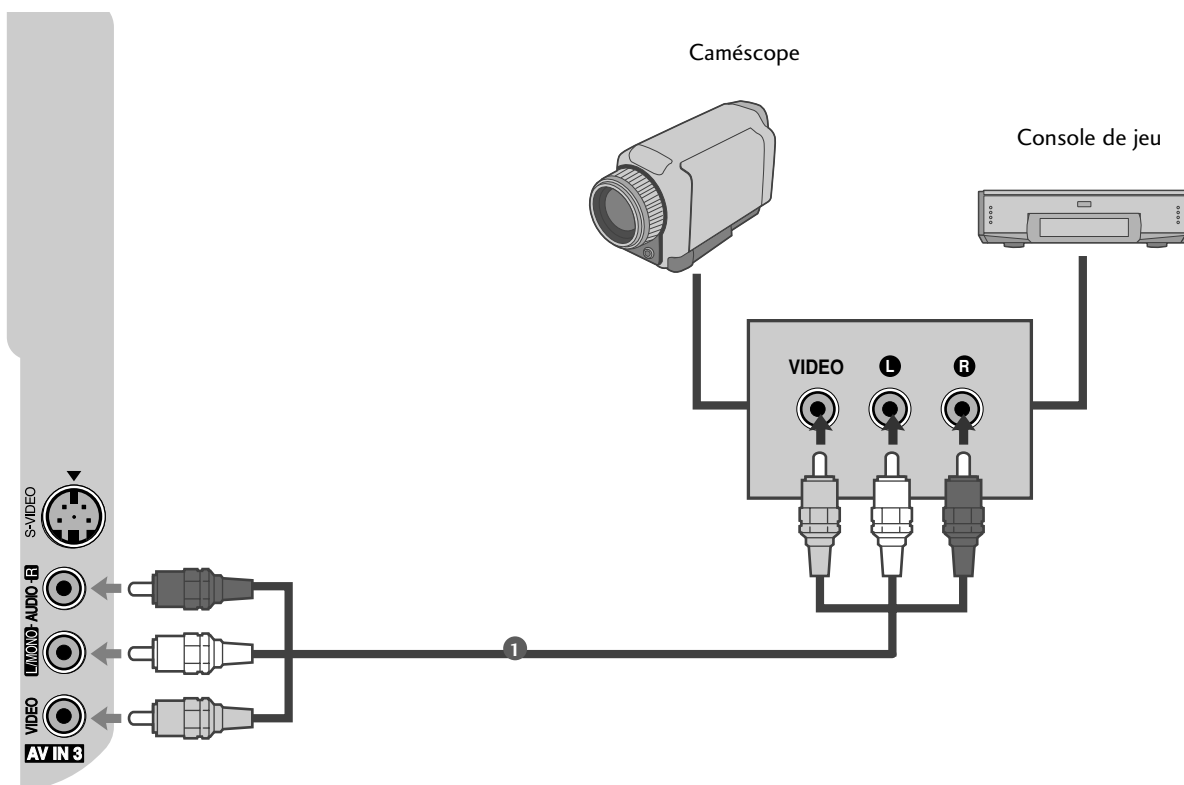 Caméscope
Console de jeu
VIDEO L R
S-VIDEO
L/MONO- AUDIO -R
VIDEO
AV IN 3
1